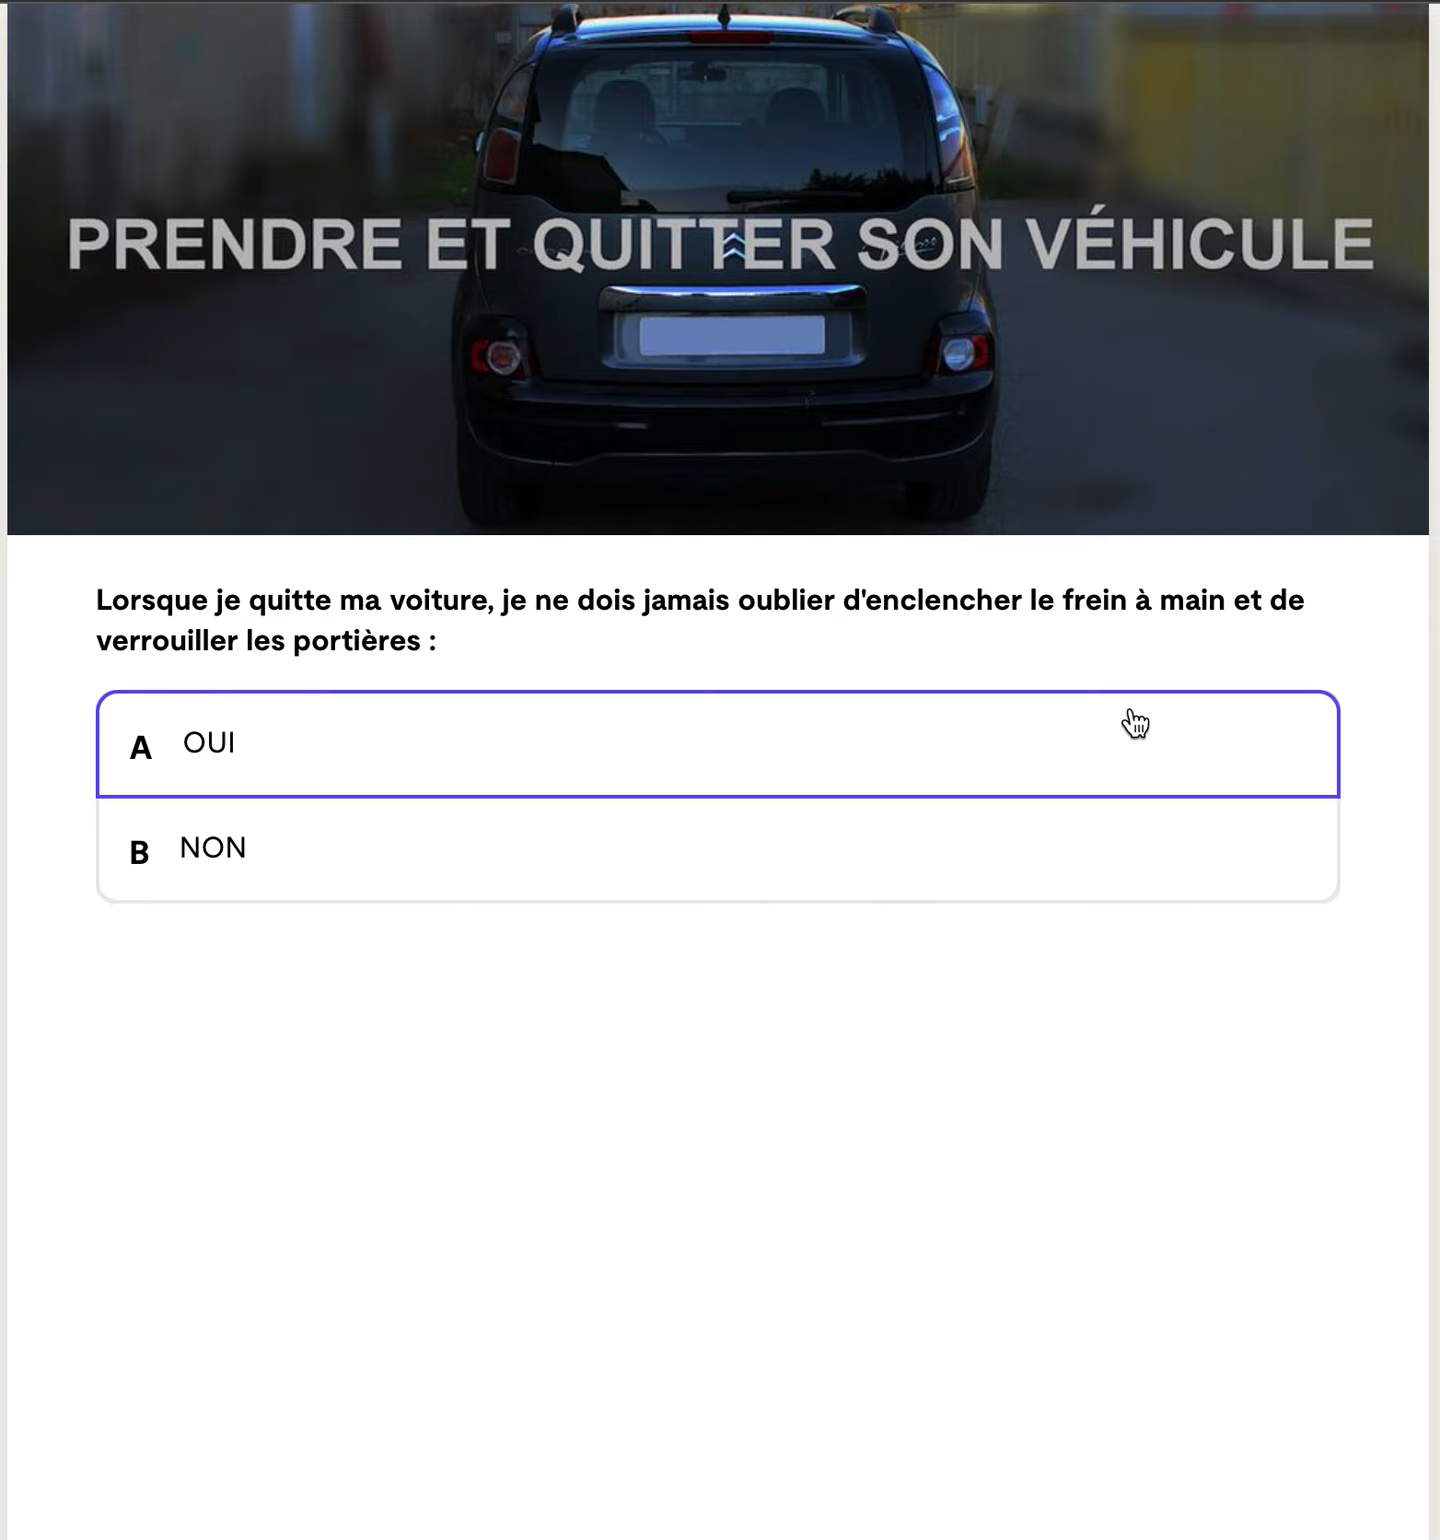 PRENDRE ET QUITTER SON VÉHICULE
Lorsque je quitte ma voiture, je ne dois jamais oublier d'enclencher le frein à main et de
verrouiller les portières :
A OUI
B NON